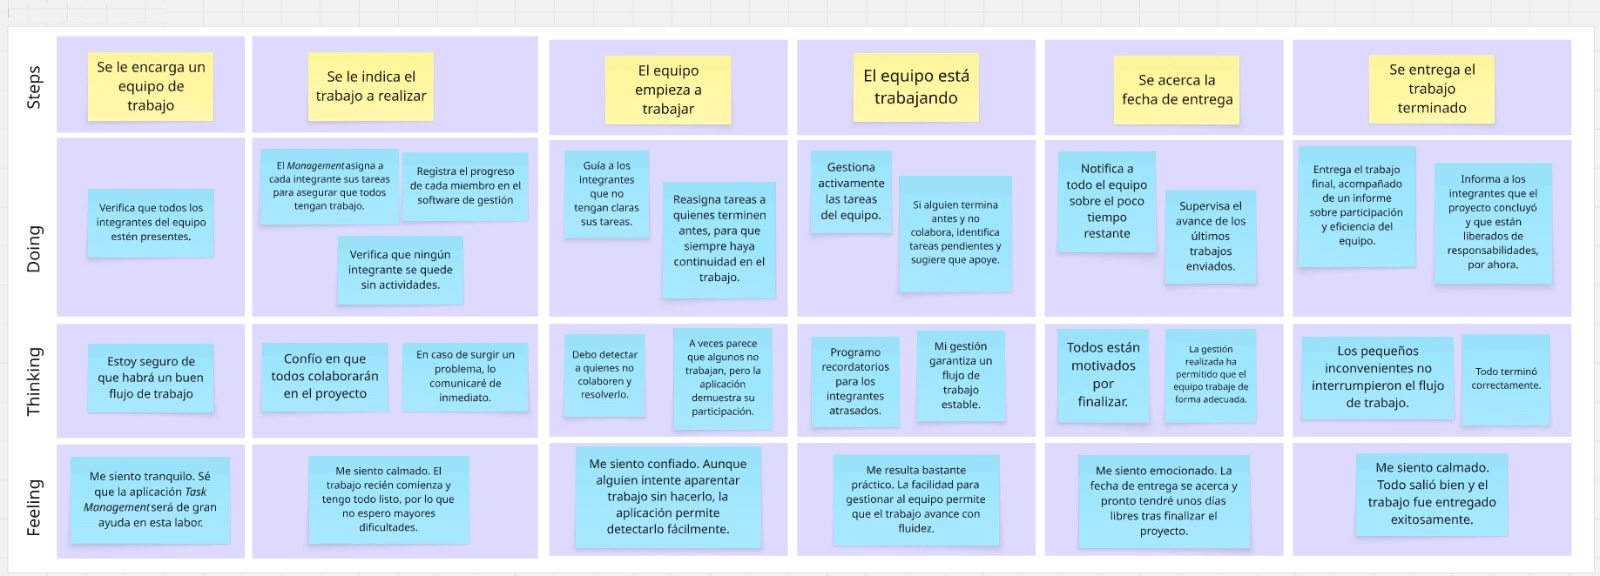 Steps
Se le encarga un
equipo de
trabajo
Se le indica el
trabajo a realizar
El equipo
empieza a
trabajar
El equipo está
trabajando
Se acerca la
fecha de entrega
Se entrega el
trabajo
terminado
Doing
Verifica que todos los
integrantes del equipo
estén presentes.
El Management asigna a
cada integrante sus tareas
para asegurar que todos
tengan trabajo.
Registra el progreso
de cada miembro en el
software de gestión
Verifica que ningún
integrante se quede
sin actividades.
Guía a los
integrantes
que no
tengan claras
sus tareas.
Reasigna tareas a
quienes terminen
antes, para que
siempre haya
continuidad en el
trabajo.
Gestiona
activamente
las tareas
del equipo.
Si alguien termina
antes y no
colabora, identifica
tareas pendientes y
sugiere que apoye.
Notifica a
todo el equipo
sobre el poco
tiempo
restante
Supervisa el
avance de los
últimos
trabajos
enviados.
Entrega el trabajo
final, acompañado
de un informe
sobre participación
y eficiencia del
equipo.
Informa a los
integrantes que el
proyecto concluyó
y que están
liberados de
responsabilidades,
por ahora.
Thinking
Estoy seguro de
que habrá un buen
flujo de trabajo
Confío en que
todos colaborarán
en el proyecto
En caso de surgir un
problema, lo
comunicaré de
inmediato.
Debo detectar
a quienes no
colaboren y
resolverlo.
A veces parece
que algunos no
trabajan, pero la
aplicación
demuestra su
participación.
Programo
recordatorios
para los
integrantes
atrasados.
Mi gestión
garantiza un
flujo de
trabajo
estable.
Todos están
motivados
por
finalizar.
La gestión
realizada ha
permitido que el
equipo trabaje de
forma adecuada.
Los pequeños
inconvenientes no
interrumpieron el flujo
de trabajo.
Todo terminó
correctamente.
Feeling
Me siento tranquilo. Sé
que la aplicación Task
Management será de gran
ayuda en esta labor.
Me siento calmado. El
trabajo recién comienza y
tengo todo listo, por lo que
no espero mayores
dificultades.
Me siento confiado. Aunque
alguien intente aparentar
trabajo sin hacerlo, la
aplicación permite
detectarlo fácilmente.
Me resulta bastante
práctico. La facilidad para
gestionar al equipo permite
que el trabajo avance con
fluidez.
Me siento emocionado. La
fecha de entrega se acerca y
pronto tendré unos días
libres tras finalizar el
proyecto.
Me siento calmado.
Todo salió bien y el
trabajo fue entregado
exitosamente.